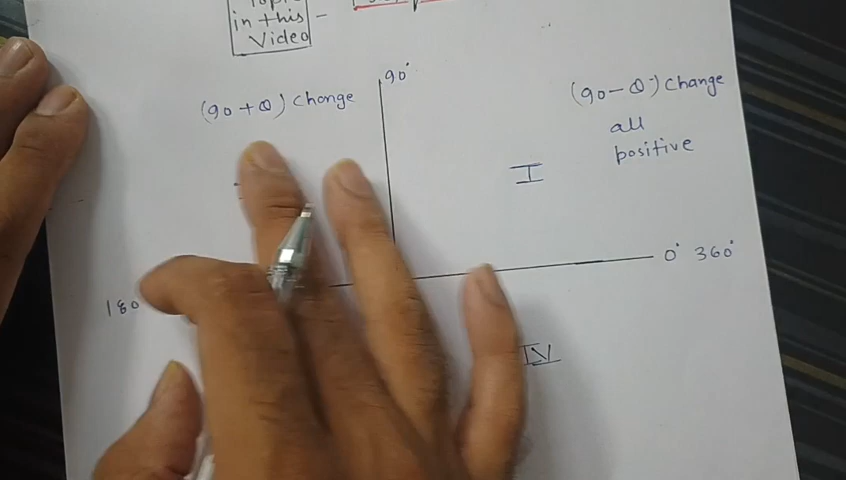 in this -
Video
90°
(90+θ) Change
(90-θ) Change
all
positive
I
0° 360°
180
IV